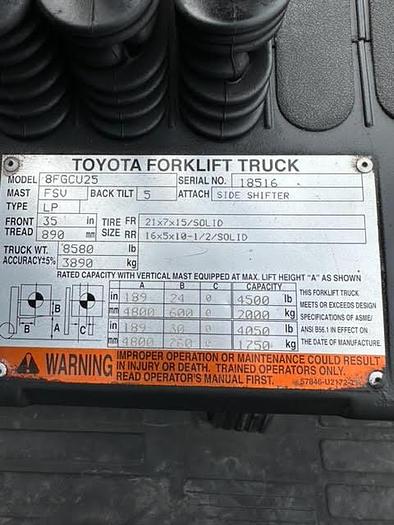 TOYOTA FORKLIFT TRUCK
MODEL 8FGCU25 SERIAL NO. 18516
MAST FSV BACK TILT 5 ATTACH SIDE SHIFTER
TYPE LP
FRONT 35 in TIRE FR 21x7x15/SOLID
TREAD 890 mm SIZE RR 16x5x10-1/2/SOLID
TRUCK WT. 8580 lb
ACCURACY±5% 3890 kg
RATED CAPACITY WITH VERTICAL MAST EQUIPPED AT MAX. LIFT HEIGHT "A" AS SHOWN
A B C CAPACITY
in 189 24 0 4500 lb
mm 4800 600 0 2000 kg
in 189 30 0 4050 lb
mm 4800 760 0 1750 kg
THIS FORKLIFT TRUCK
MEETS OR EXCEEDS DESIGN
SPECIFICATIONS OF ASME/
ANSI B56.1 IN EFFECT ON
THE DATE OF MANUFACTURE.
A
B
B C
WARNING
IMPROPER OPERATION OR MAINTENANCE COULD RESULT
IN INJURY OR DEATH. TRAINED OPERATORS ONLY.
READ OPERATOR'S MANUAL FIRST.